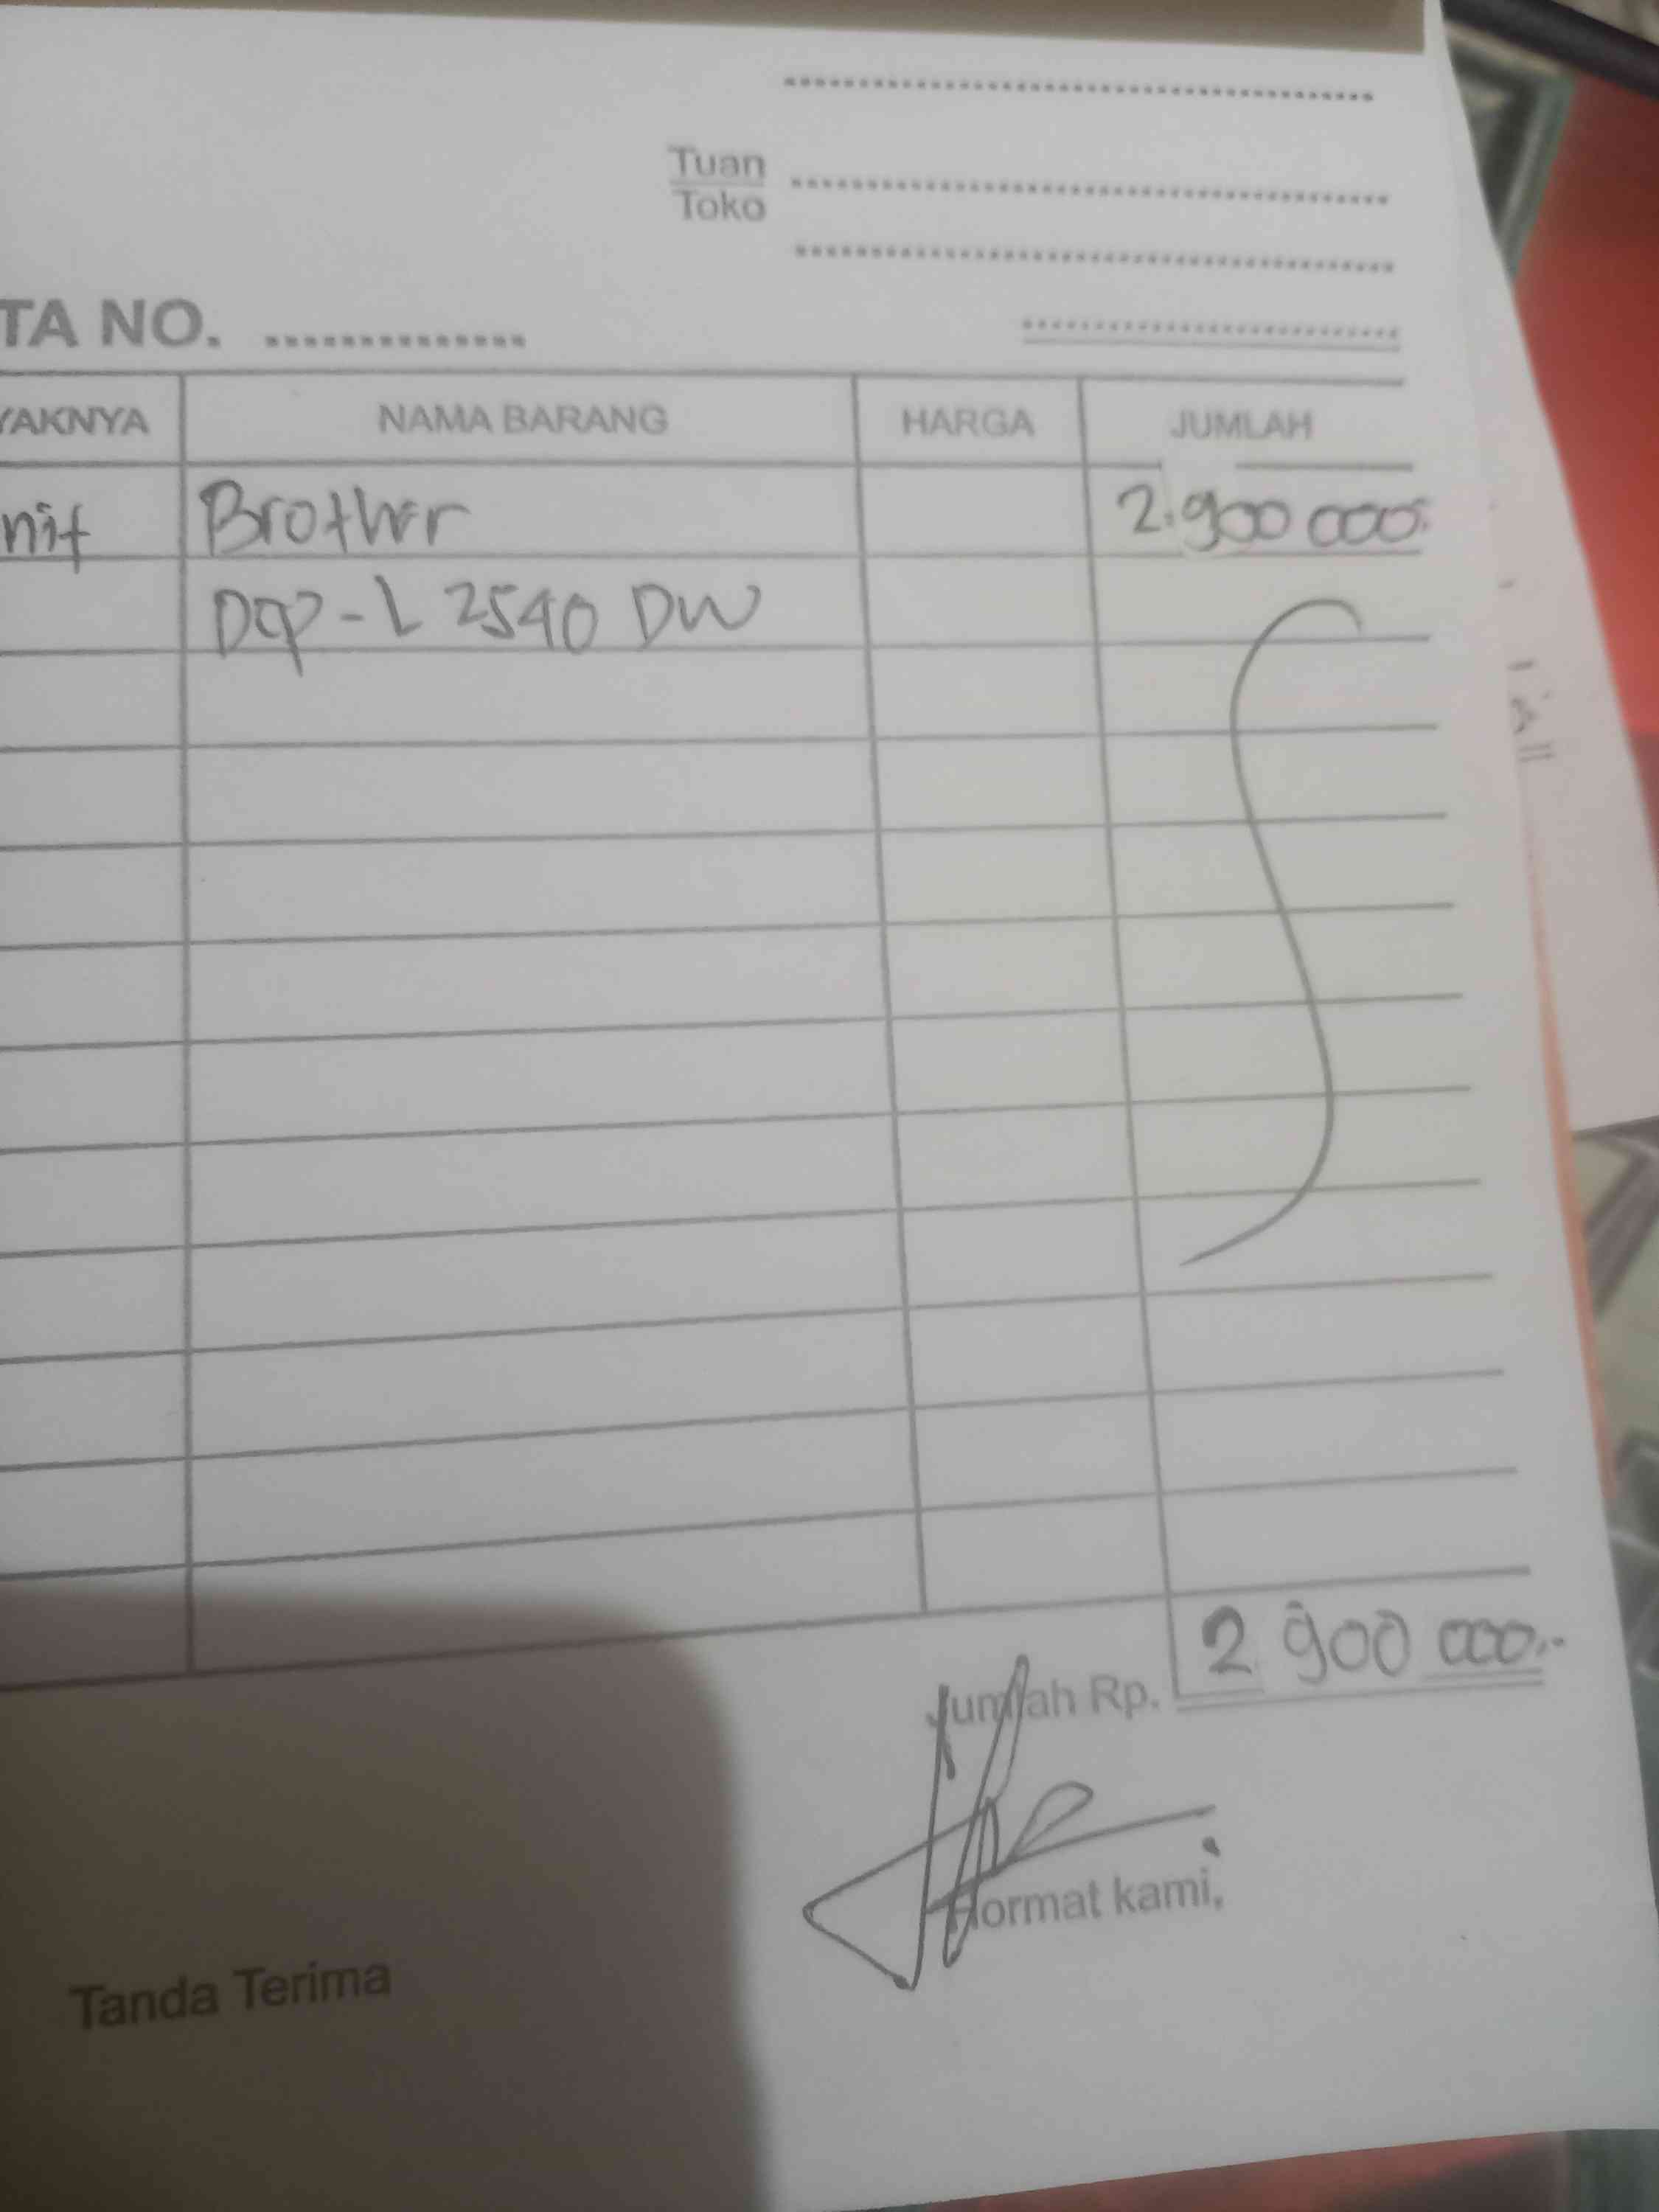 Tuan
Toko
TA NO. ..............
YAKNYA NAMA BARANG HARGA JUMLAH
nit Brother 2.900 000.
DCP-L 2540 DW
Jumlah Rp. 2 900 000.-
Hormat kami,
Tanda Terima